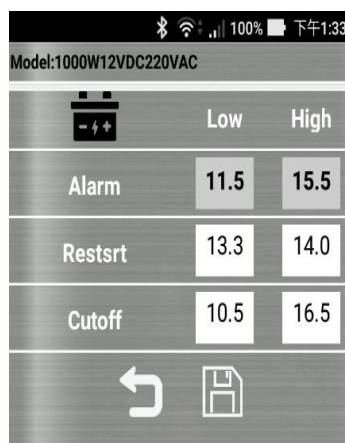 100% 下午1:33
Model:1000W12VDC220VAC
Low High
Alarm 11.5 15.5
Restsrt 13.3 14.0
Cutoff 10.5 16.5